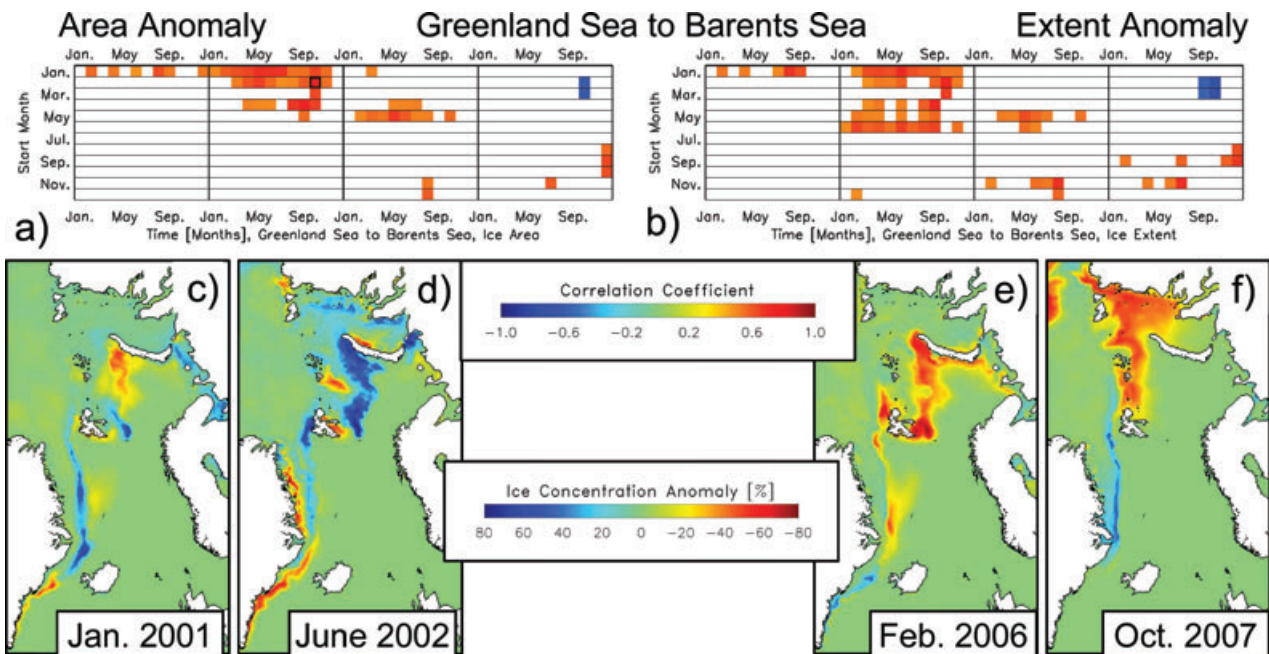 Area Anomaly Greenland Sea to Barents Sea Extent Anomaly
Jan. May Sep. Jan. May Sep. Jan. May Sep. Jan. May Sep.
Start Month
Jan.
Mar.
May
Jul.
Sep.
Nov.
Jan. May Sep. Jan. May Sep. Jan. May Sep. Jan. May Sep.
a)
Time [Months], Greenland Sea to Barents Sea, Ice Area
Jan. May Sep. Jan. May Sep. Jan. May Sep. Jan. May Sep.
Start Month
Jan.
Mar.
May
Jul.
Sep.
Nov.
Jan. May Sep. Jan. May Sep. Jan. May Sep. Jan. May Sep.
b)
Time [Months], Greenland Sea to Barents Sea, Ice Extent
c)
Jan. 2001
d)
June 2002
Correlation Coefficient
-1.0 -0.6 -0.2 0.2 0.6 1.0
Ice Concentration Anomaly [%]
80 60 40 20 0 -20 -40 -60 -80
e)
Feb. 2006
f)
Oct. 2007